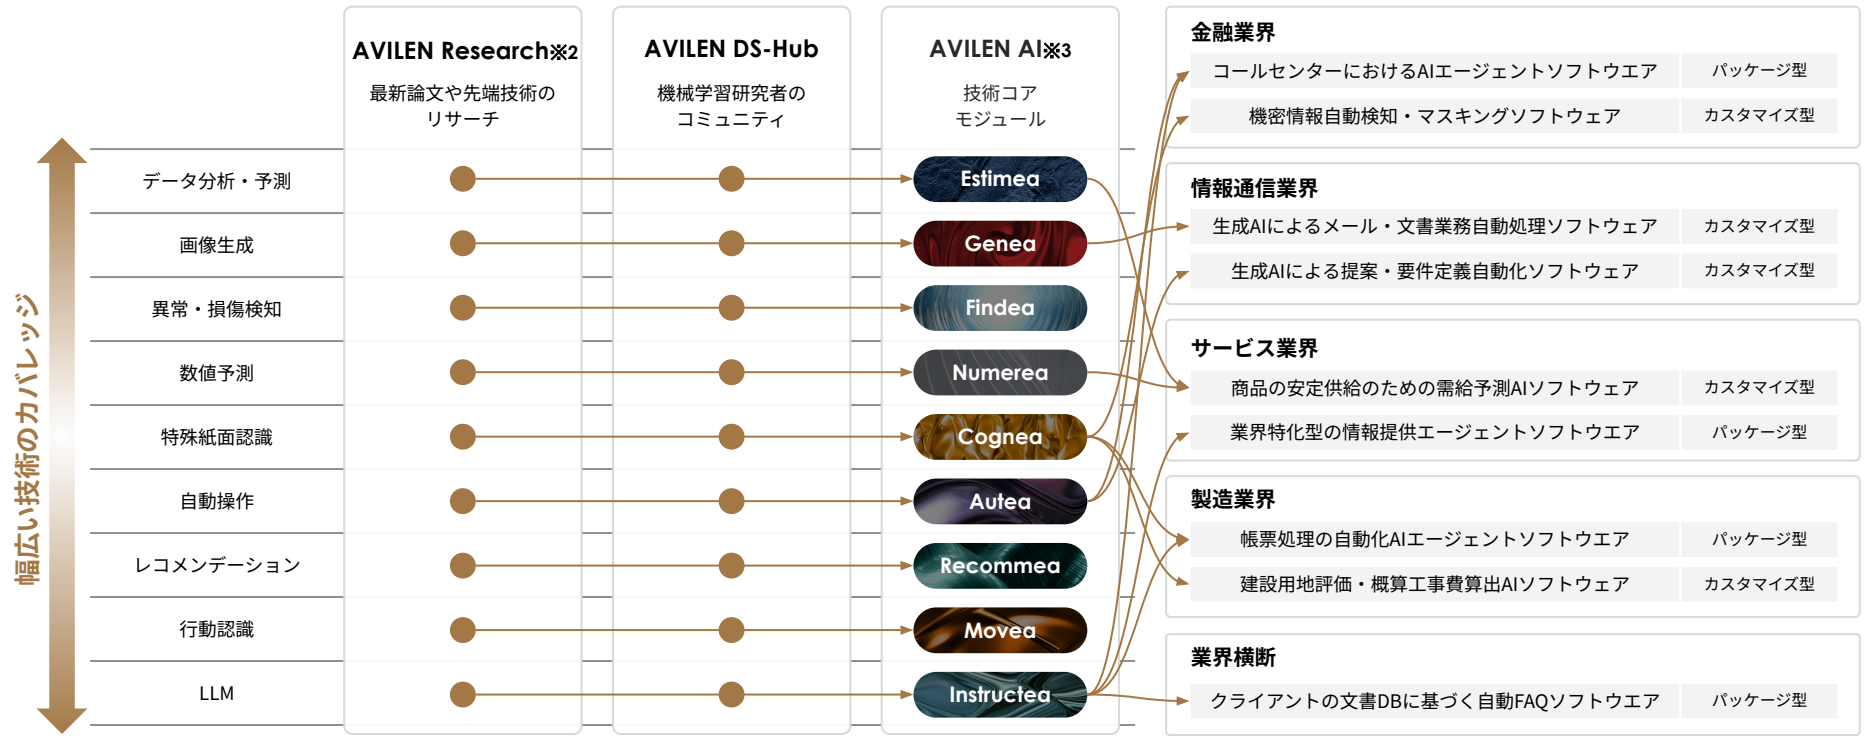 幅広い技術のカバレッジ
AVILEN Research※2
最新論文や先端技術の
リサーチ
AVILEN DS-Hub
機械学習研究者の
コミュニティ
AVILEN AI※3
技術コア
モジュール
データ分析・予測
Estimea
画像生成
Genea
異常・損傷検知
Findea
数値予測
Numerea
特殊紙面認識
Cognea
自動操作
Autea
レコメンデーション
Recommea
行動認識
Movea
LLM
Instructea
金融業界
コールセンターにおけるAIエージェントソフトウエア パッケージ型
機密情報自動検知・マスキングソフトウェア カスタマイズ型
情報通信業界
生成AIによるメール・文書業務自動処理ソフトウェア カスタマイズ型
生成AIによる提案・要件定義自動化ソフトウェア カスタマイズ型
サービス業界
商品の安定供給のための需給予測AIソフトウェア カスタマイズ型
業界特化型の情報提供エージェントソフトウェア パッケージ型
製造業界
帳票処理の自動化AIエージェントソフトウエア パッケージ型
建設用地評価・概算工事費算出AIソフトウェア カスタマイズ型
業界横断
クライアントの文書DBに基づく自動FAQソフトウエア パッケージ型